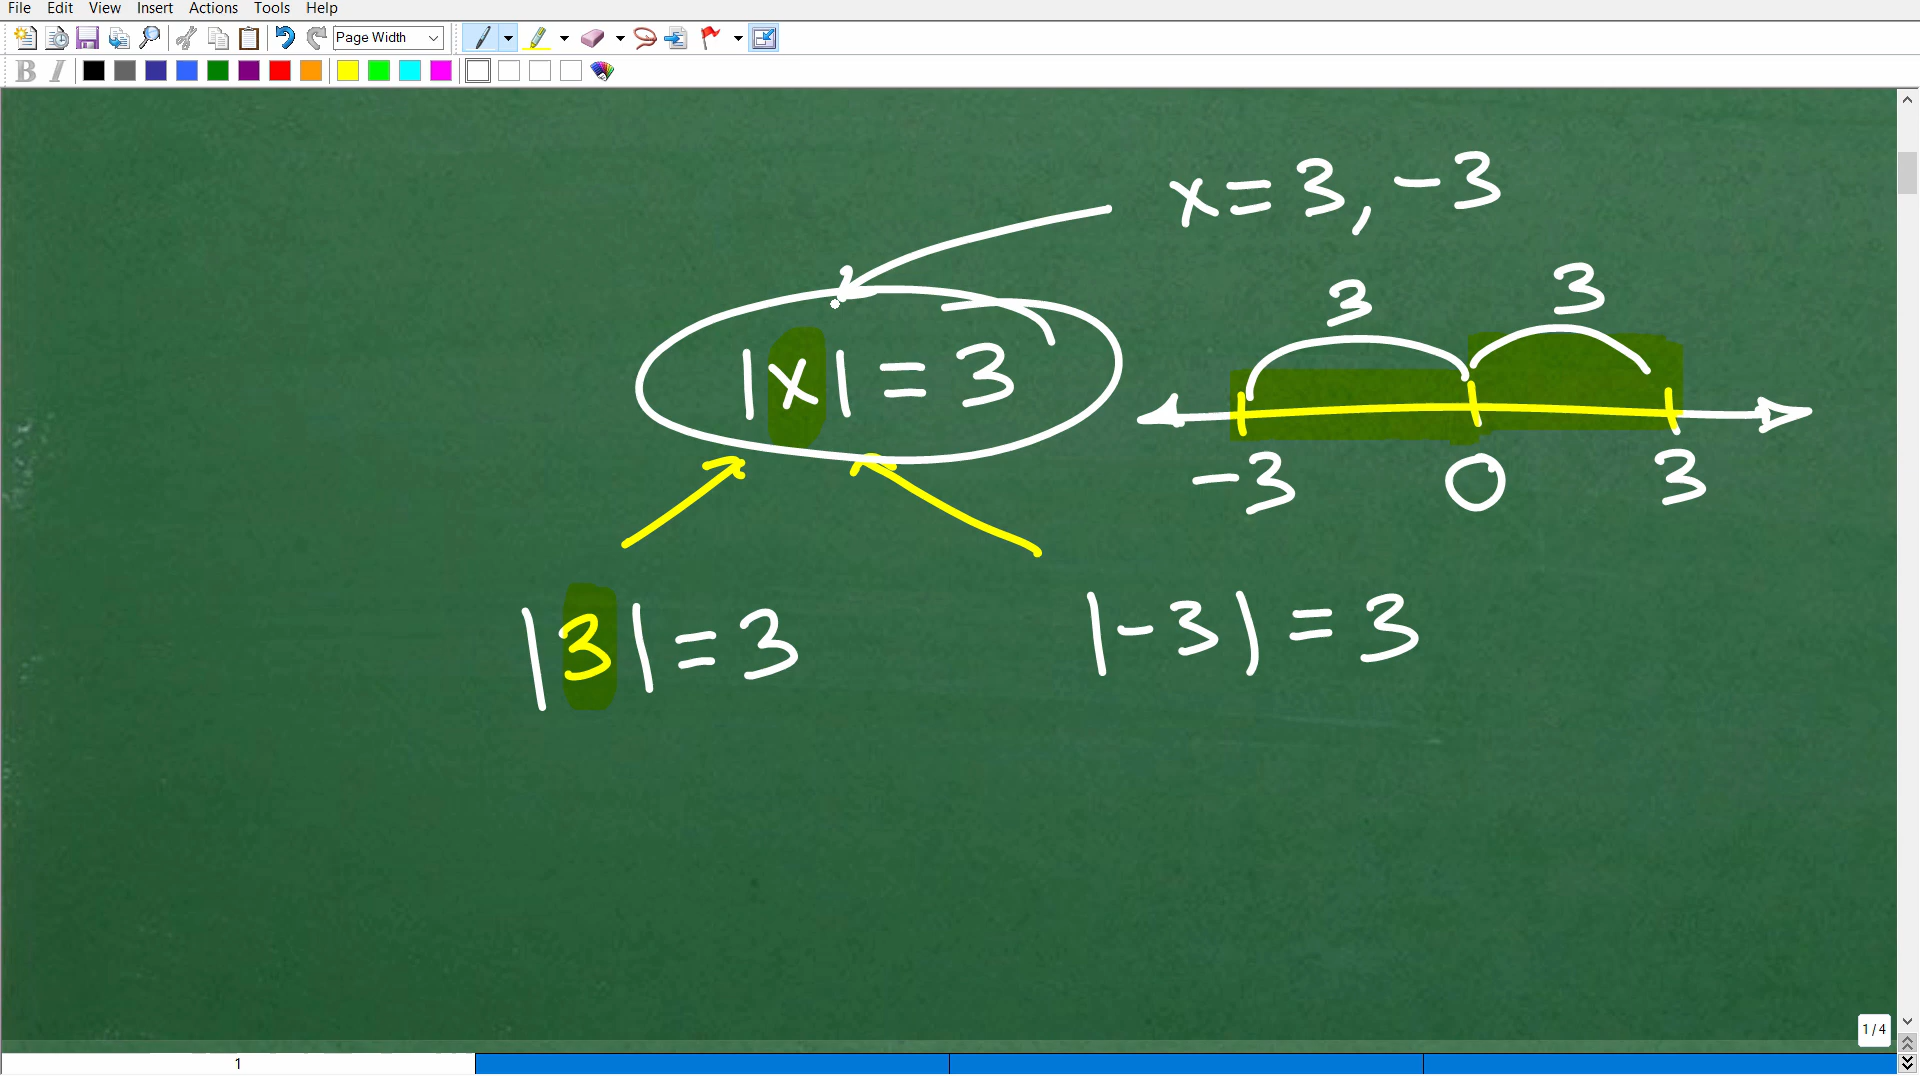 File Edit View Insert Actions Tools Help
Page Width
B I
x = 3, -3
3 3
|x| = 3
-3 0 3
|3| = 3 |-3| = 3
1 / 4
1